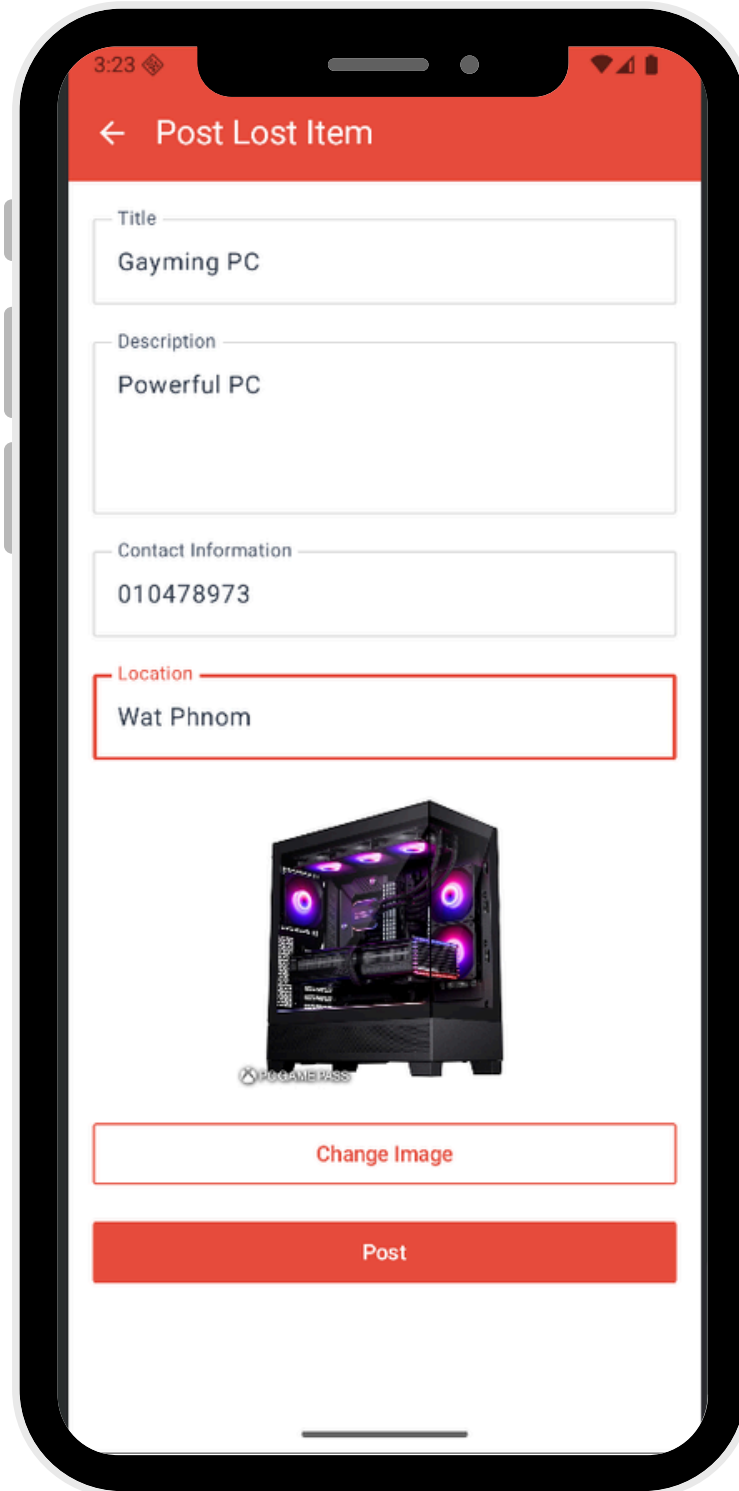 3:23
Post Lost Item
Title
Gayming PC
Description
Powerful PC
Contact Information
010478973
Location
Wat Phnom
PC GAME PASS
Change Image
Post